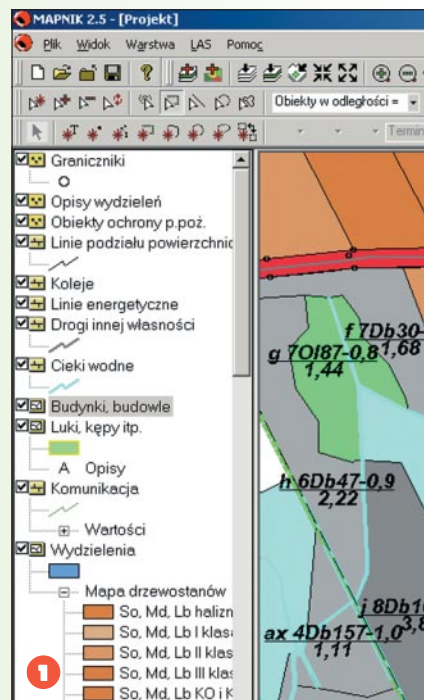 MAPNIK 2.5 - [Projekt]
Plik Widok Warstwa LAS Pomoc
Obiekty w odległości =
Termin
Graniczniki
Opisy wydzieleń
Obiekty ochrony p.poż.
Linie podziału powierzchnic
Koleje
Linie energetyczne
Drogi innej własności
Cieki wodne
Budynki, budowle
Luki, kępy itp.
A Opisy
Komunikacja
Wartości
Wydzielenia
Mapa drzewostanów
So, Md, Lb halizn
So, Md, Lb I klas
So, Md, Lb II klas
So, Md, Lb III klas
So, Md, Lb KO i K
1
f 7Db30-
1,68
g 7Ol87-0,8
1,44
h 6Db47-0,9
2,22
j 8Db1
3,8
ax 4Db157-1,0
1,11